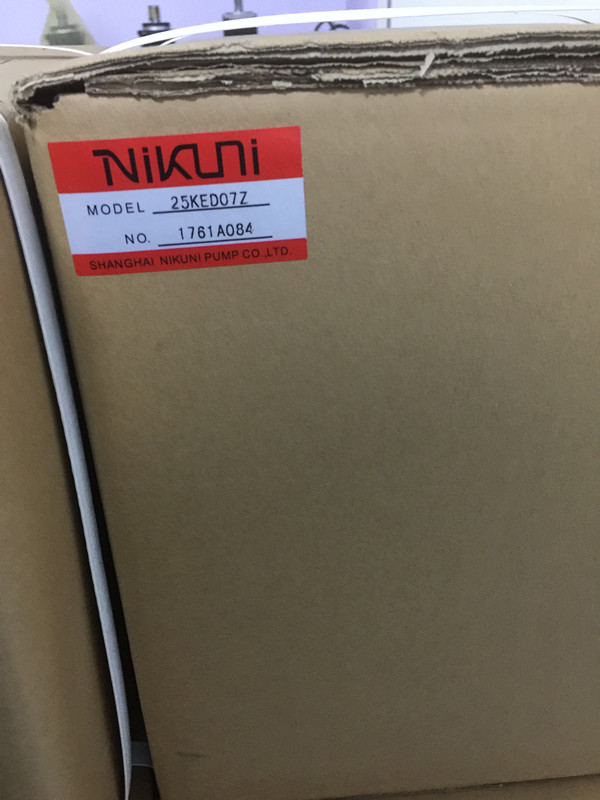 NiKUNi
MODEL 25KED07Z
NO. 1761A084
SHANGHAI NIKUNI PUMP CO.,LTD.